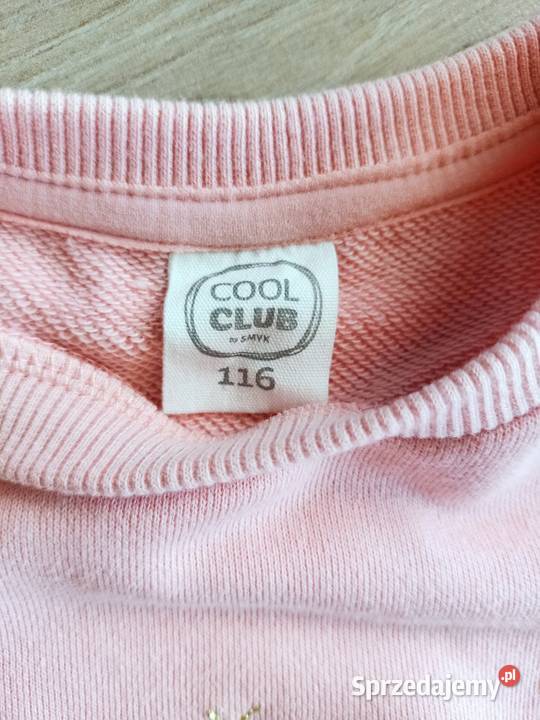 COOL
CLUB
by SMYK
116
Sprzedajemy.pl